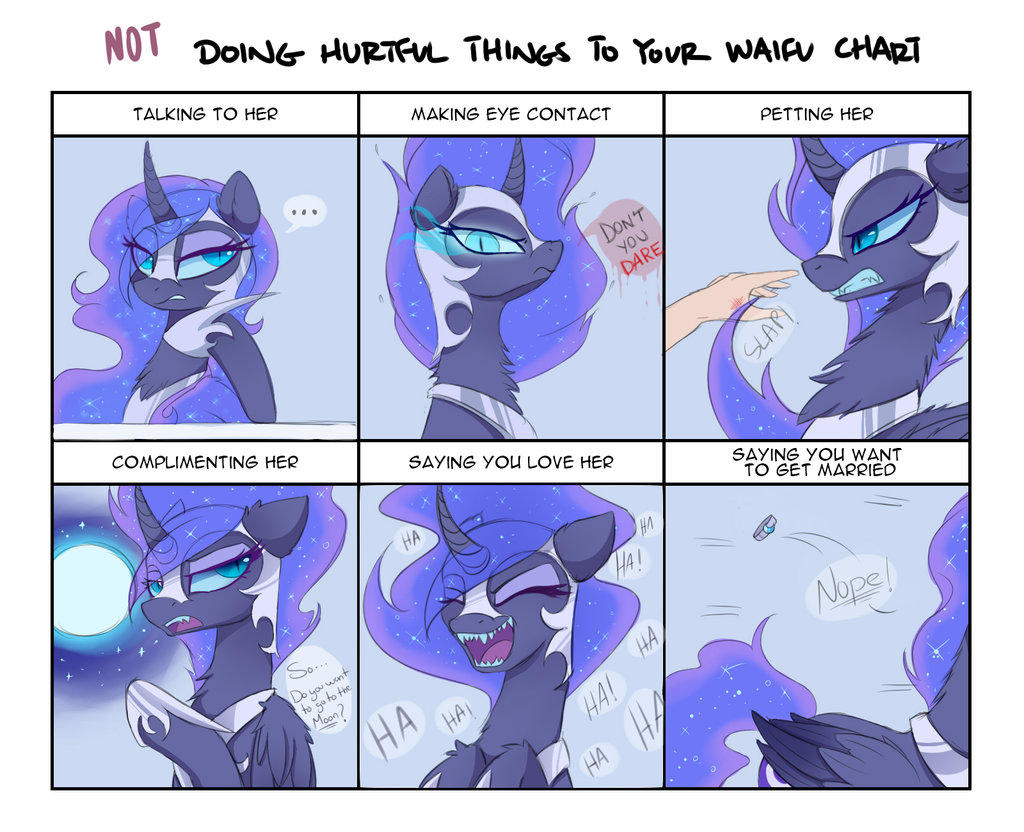 NOT DOING HURTFUL THINGS TO YOUR WAIFU CHART
TALKING TO HER
MAKING EYE CONTACT
PETTING HER
...
DON'T
YOU
DARE
SLAP!
COMPLIMENTING HER
SAYING YOU LOVE HER
SAYING YOU WANT
TO GET MARRIED
So...
Do you want
to go to the
Moon?
HA
HA
HA!
HA
HA!
HA
HA!
HA
HA
Nope!